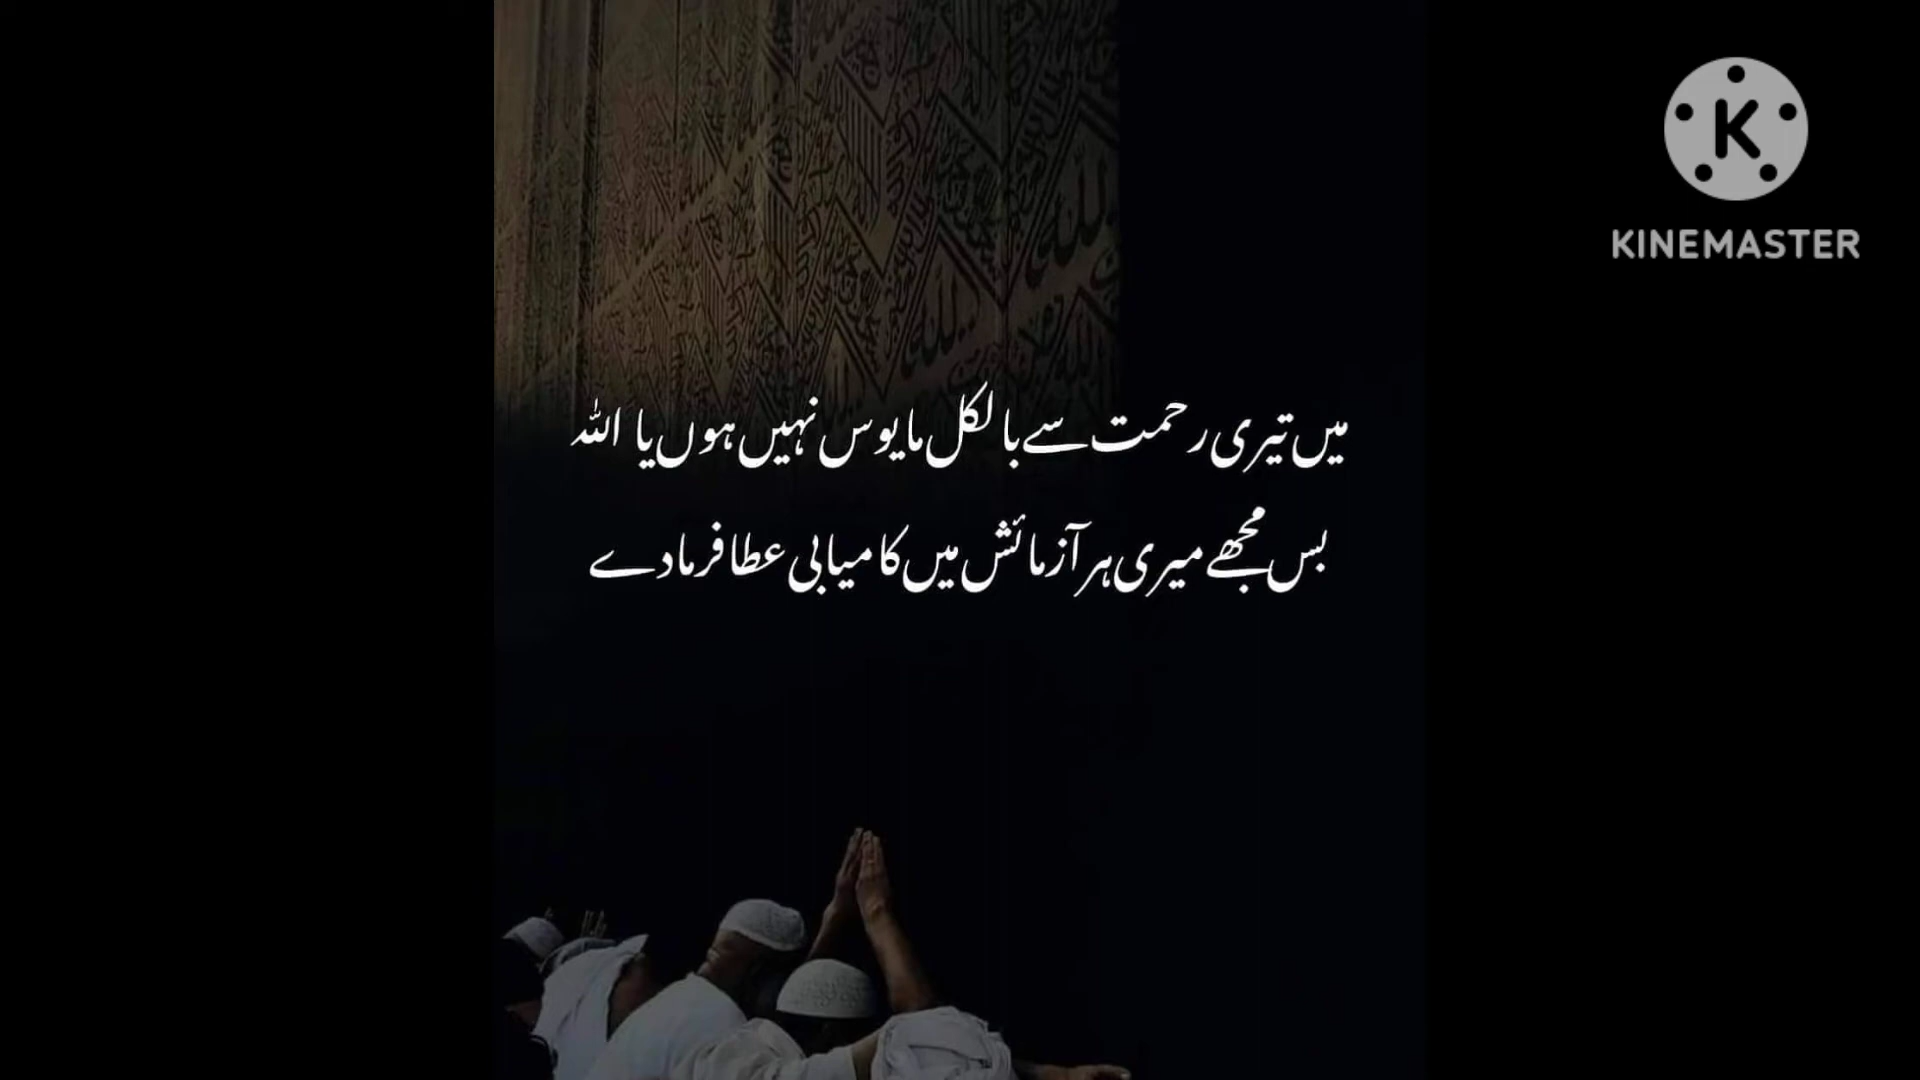 میں تیری رحمت سے بالکل مایوس نہیں ہوں یا اللہ
بس مجھے میری ہر آزمائش میں کامیابی عطا فرما دے
K
KINEMASTER